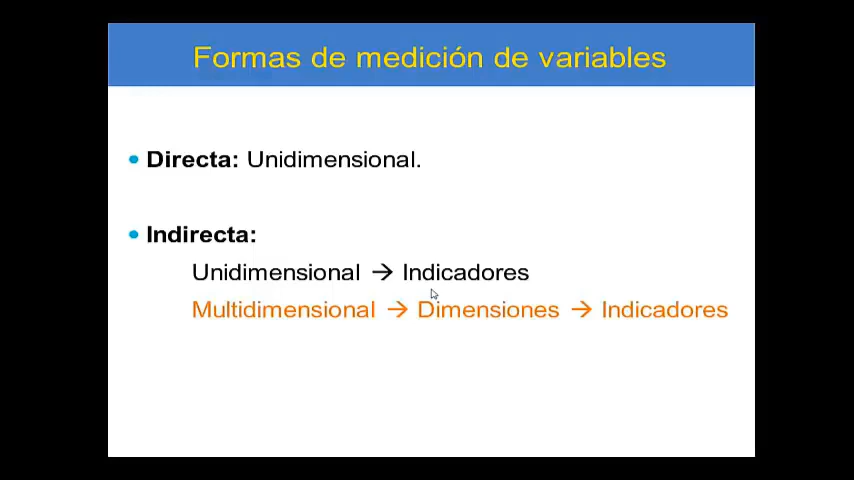 Formas de medición de variables
• Directa: Unidimensional.
• Indirecta:
Unidimensional → Indicadores
Multidimensional → Dimensiones → Indicadores